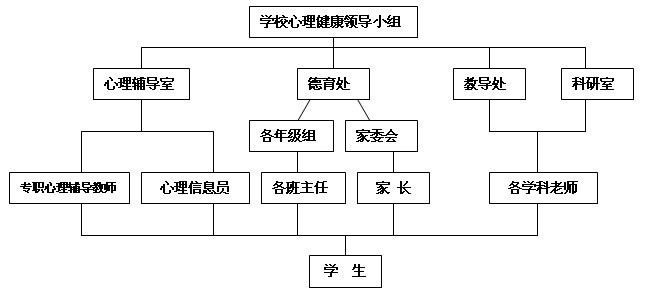 学校心理健康领导小组
心理辅导室
德育处
教导处
科研室
各年级组
家委会
专职心理辅导教师
心理信息员
各班主任
家 长
各学科老师
学 生